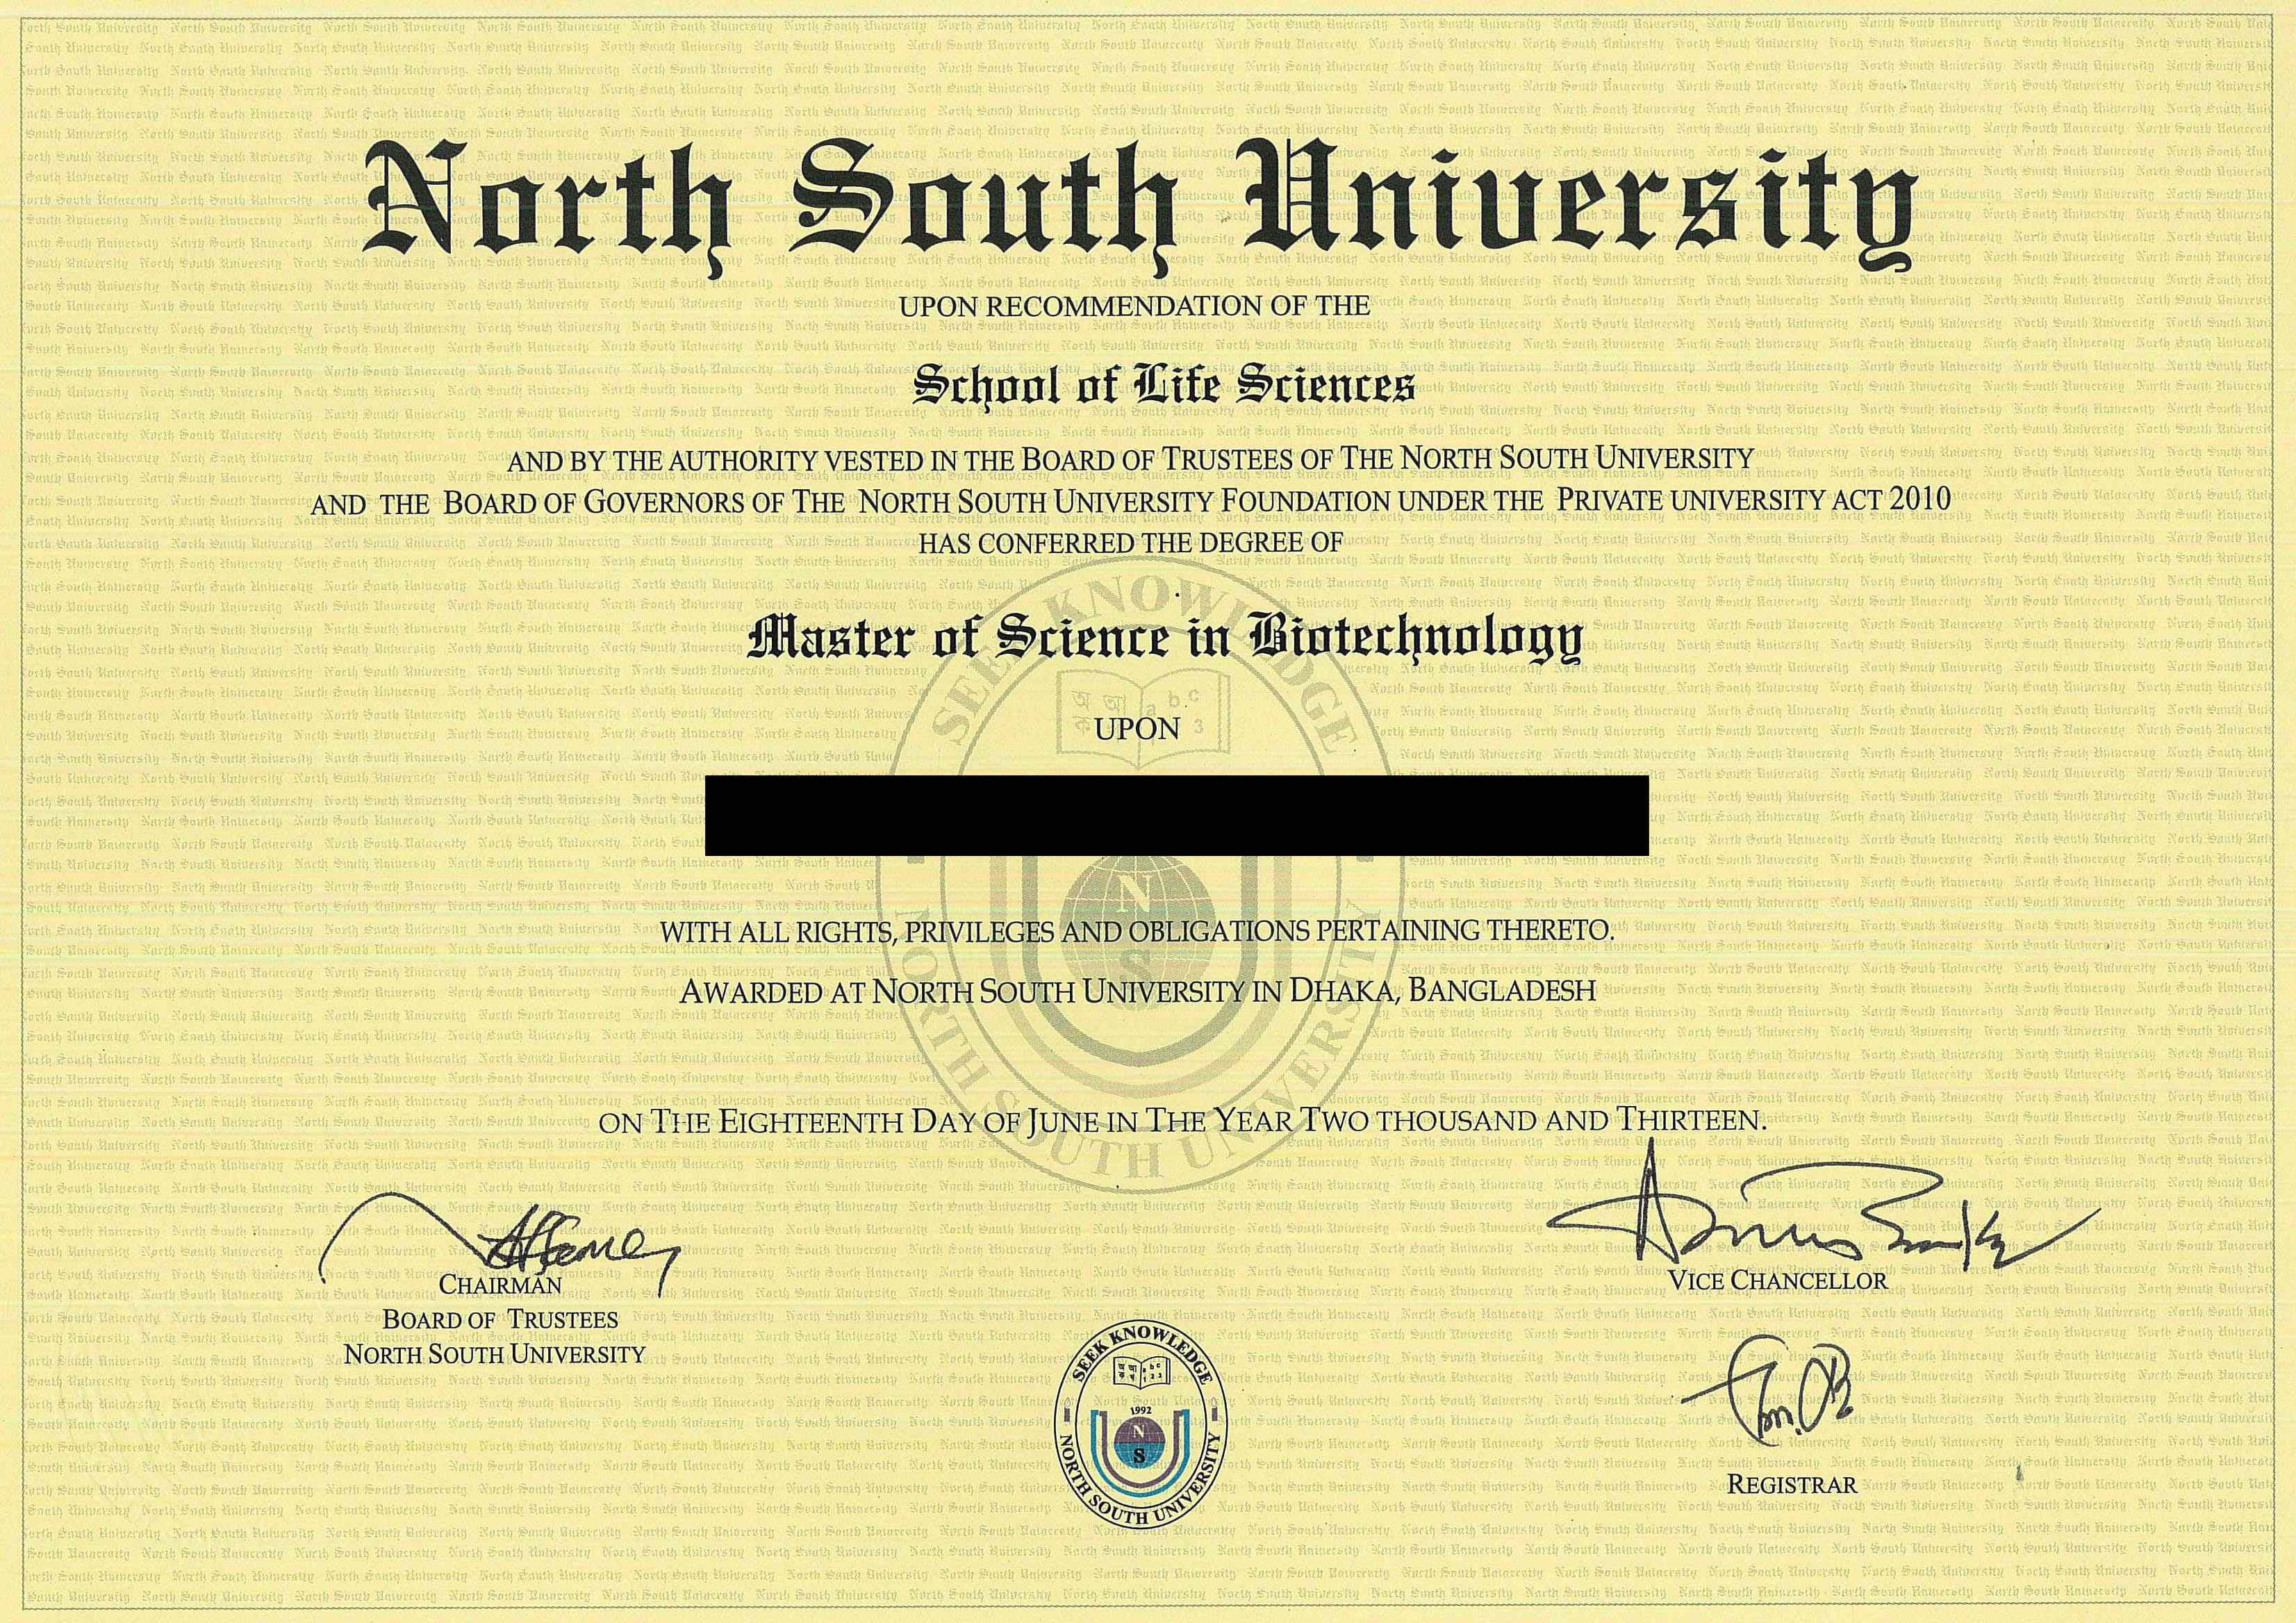 North South University
UPON RECOMMENDATION OF THE
School of Life Sciences
AND BY THE AUTHORITY VESTED IN THE BOARD OF TRUSTEES OF THE NORTH SOUTH UNIVERSITY
AND THE BOARD OF GOVERNORS OF THE NORTH SOUTH UNIVERSITY FOUNDATION UNDER THE PRIVATE UNIVERSITY ACT 2010
HAS CONFERRED THE DEGREE OF
Master of Science in Biotechnology
UPON
WITH ALL RIGHTS, PRIVILEGES AND OBLIGATIONS PERTAINING THERETO.
AWARDED AT NORTH SOUTH UNIVERSITY IN DHAKA, BANGLADESH
ON THE EIGHTEENTH DAY OF JUNE IN THE YEAR TWO THOUSAND AND THIRTEEN.
CHAIRMAN
BOARD OF TRUSTEES
NORTH SOUTH UNIVERSITY
VICE CHANCELLOR
REGISTRAR
SEEK KNOWLEDGE
1992
N
S
NORTH SOUTH UNIVERSITY